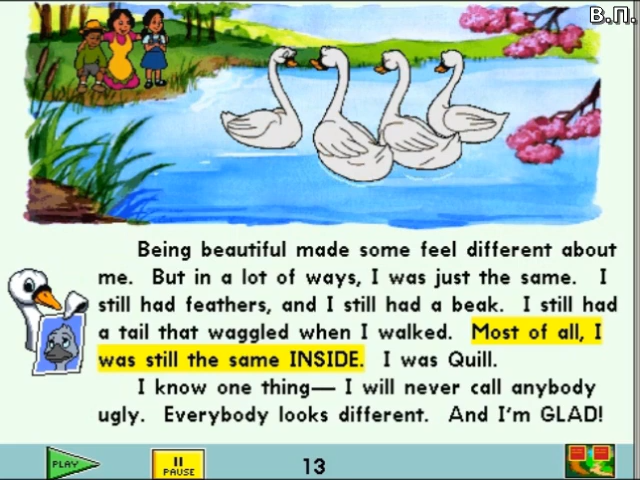 В.П.
Being beautiful made some feel different about
me. But in a lot of ways, I was just the same. I
still had feathers, and I still had a beak. I still had
a tail that waggled when I walked. Most of all, I
was still the same INSIDE. I was Quill.
I know one thing— I will never call anybody
ugly. Everybody looks different. And I'm GLAD!
PLAY
PAUSE
13